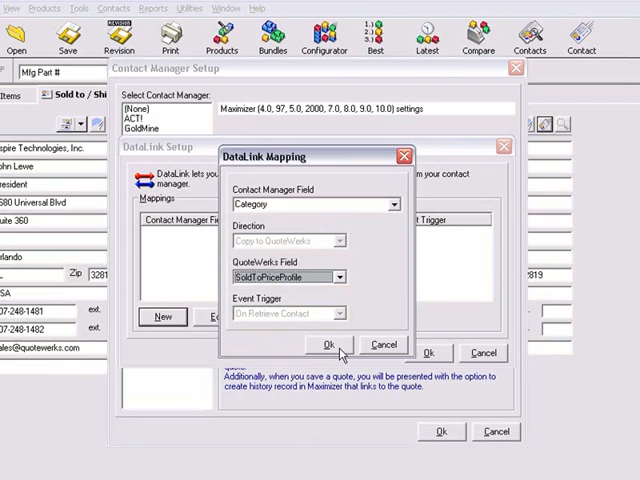 View Products Tools Contacts Reports Utilities Window Help
Open Save Revision Print Products Bundles Configurator Best Latest Compare Contacts Contact
Mfg Part #
Contact Manager Setup
Items Sold to / Shi
Select Contact Manager:
(None)
ACT!
GoldMine
Maximizer (4.0, 97, 5.0, 2000, 7.0, 8.0, 9.0, 10.0) settings
DataLink Setup
spire Technologies, Inc.
ohn Lewe
resident
680 Universal Blvd
uite 360
rlando
Zip 3281
SA
07-248-1481 ext.
07-248-1482 ext.
ales@quotewerks.com
DataLink lets yo
om your contact
manager.
Mappings
Contact Manager Fie
t Trigger
New
DataLink Mapping
Contact Manager Field
Category
Direction
Copy to QuoteWerks
QuoteWerks Field
SoldToPriceProfile
Event Trigger
On Retrieve Contact
Ok Cancel
Ok Cancel
2819
ext.
ext.
quote.
Additionally, when you save a quote, you will be presented with the option to
create history record in Maximizer that links to the quote.
Ok Cancel